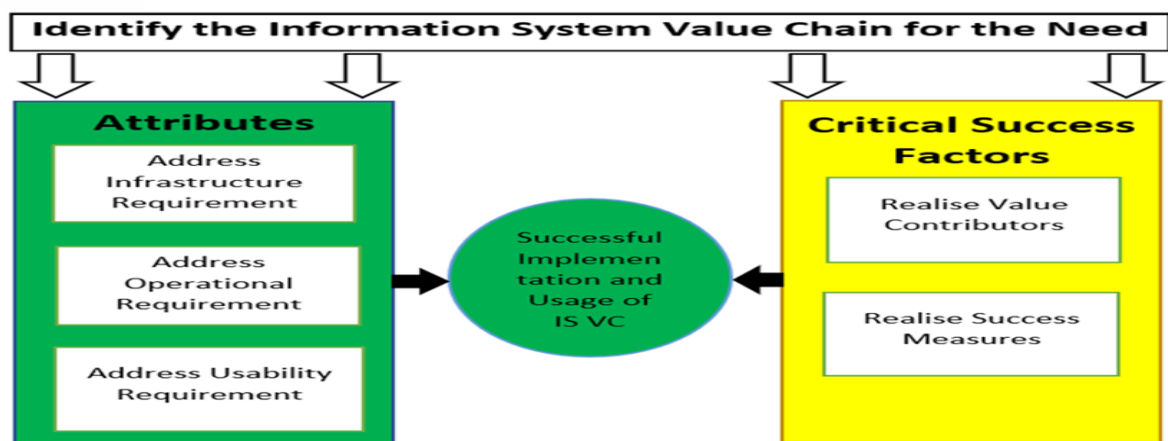 Identify the Information System Value Chain for the Need
Attributes
Address
Infrastructure
Requirement
Address
Operational
Requirement
Address Usability
Requirement
Successful
Implemen
tation and
Usage of
IS VC
Critical Success
Factors
Realise Value
Contributors
Realise Success
Measures